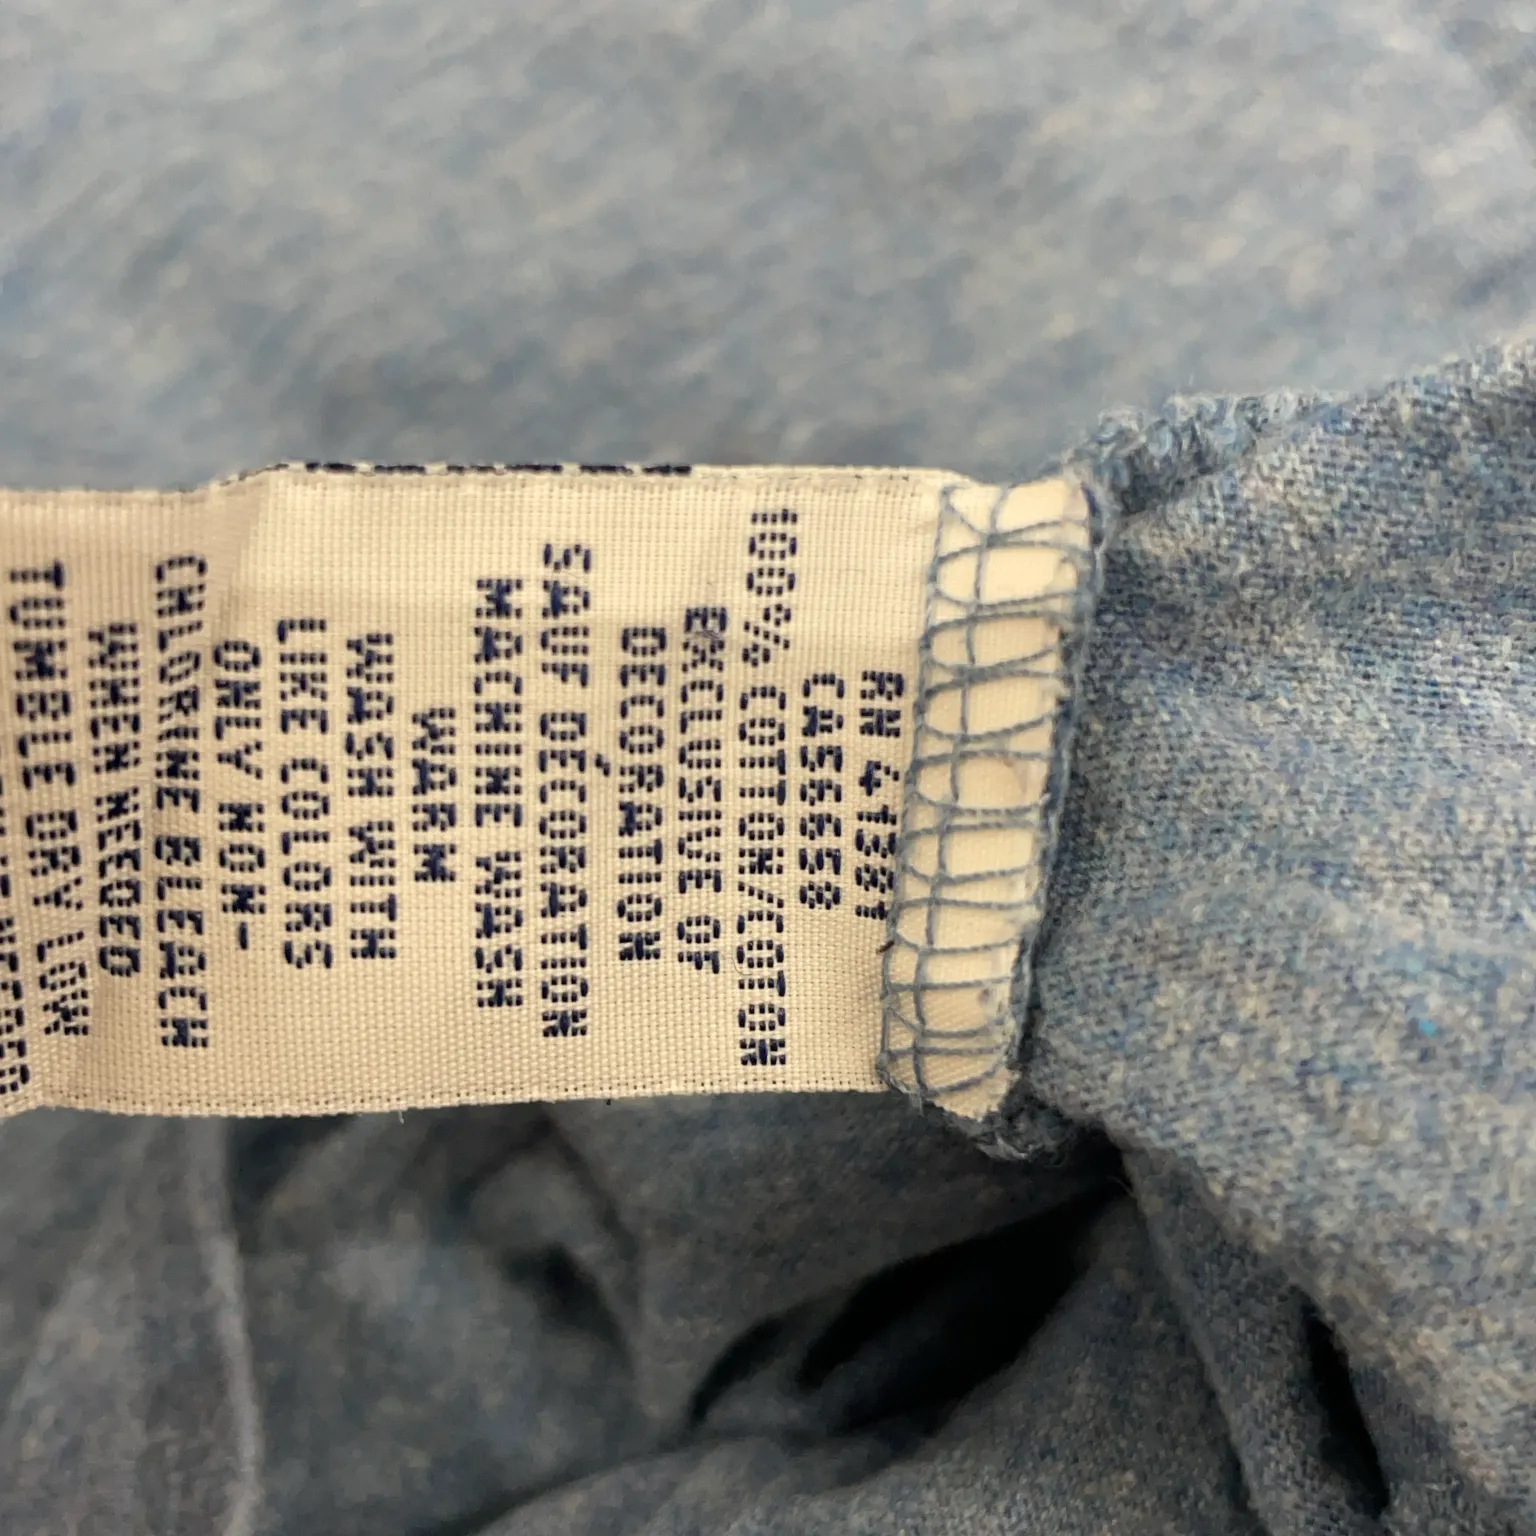 RN 41381
CA56658
100% COTTON/COTON
EXCLUSIVE OF
DECORATION
SAUF DÉCORATION
MACHINE WASH
WARM
WASH WITH
LIKE COLORS
ONLY NON-
CHLORINE BLEACH
WHEN NEEDED
TUMBLE DRY LOW